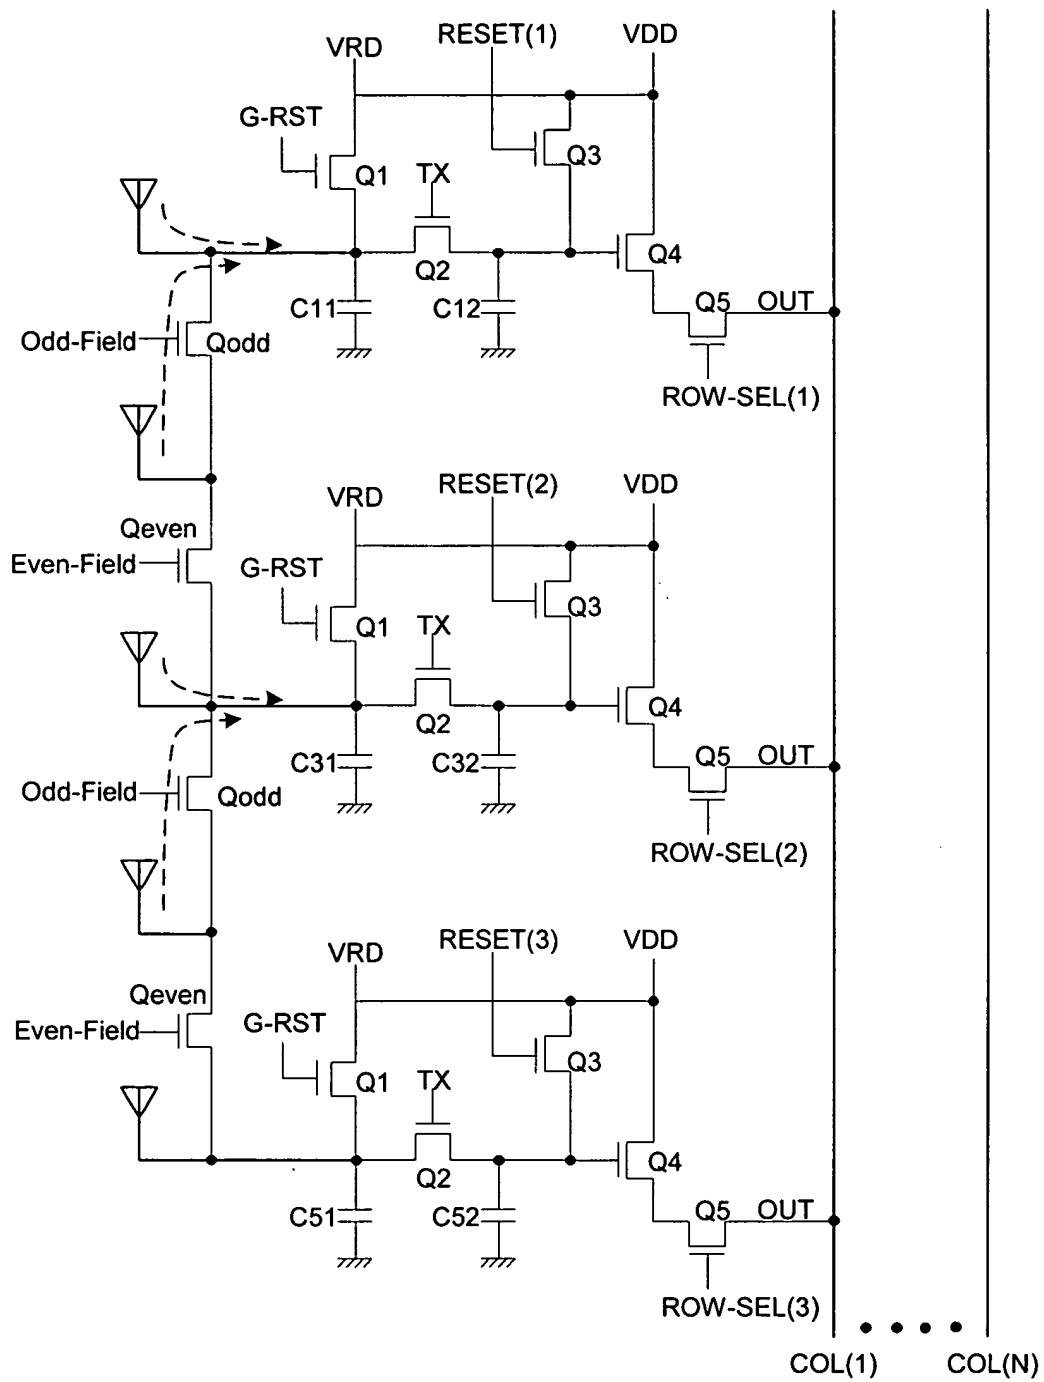 RESET(1)
VRD
VDD
G-RST
Q3
Q1
TX
Q4
Q2
C11
C12
Q5
OUT
Odd-Field
Qodd
ROW-SEL(1)
RESET(2)
VRD
VDD
Qeven
Even-Field
G-RST
Q3
Q1
TX
Q4
Q2
C31
C32
Q5
OUT
Odd-Field
Qodd
ROW-SEL(2)
RESET(3)
VRD
VDD
Qeven
Even-Field
G-RST
Q3
Q1
TX
Q4
Q2
C51
C52
Q5
OUT
ROW-SEL(3)
COL(1)
COL(N)